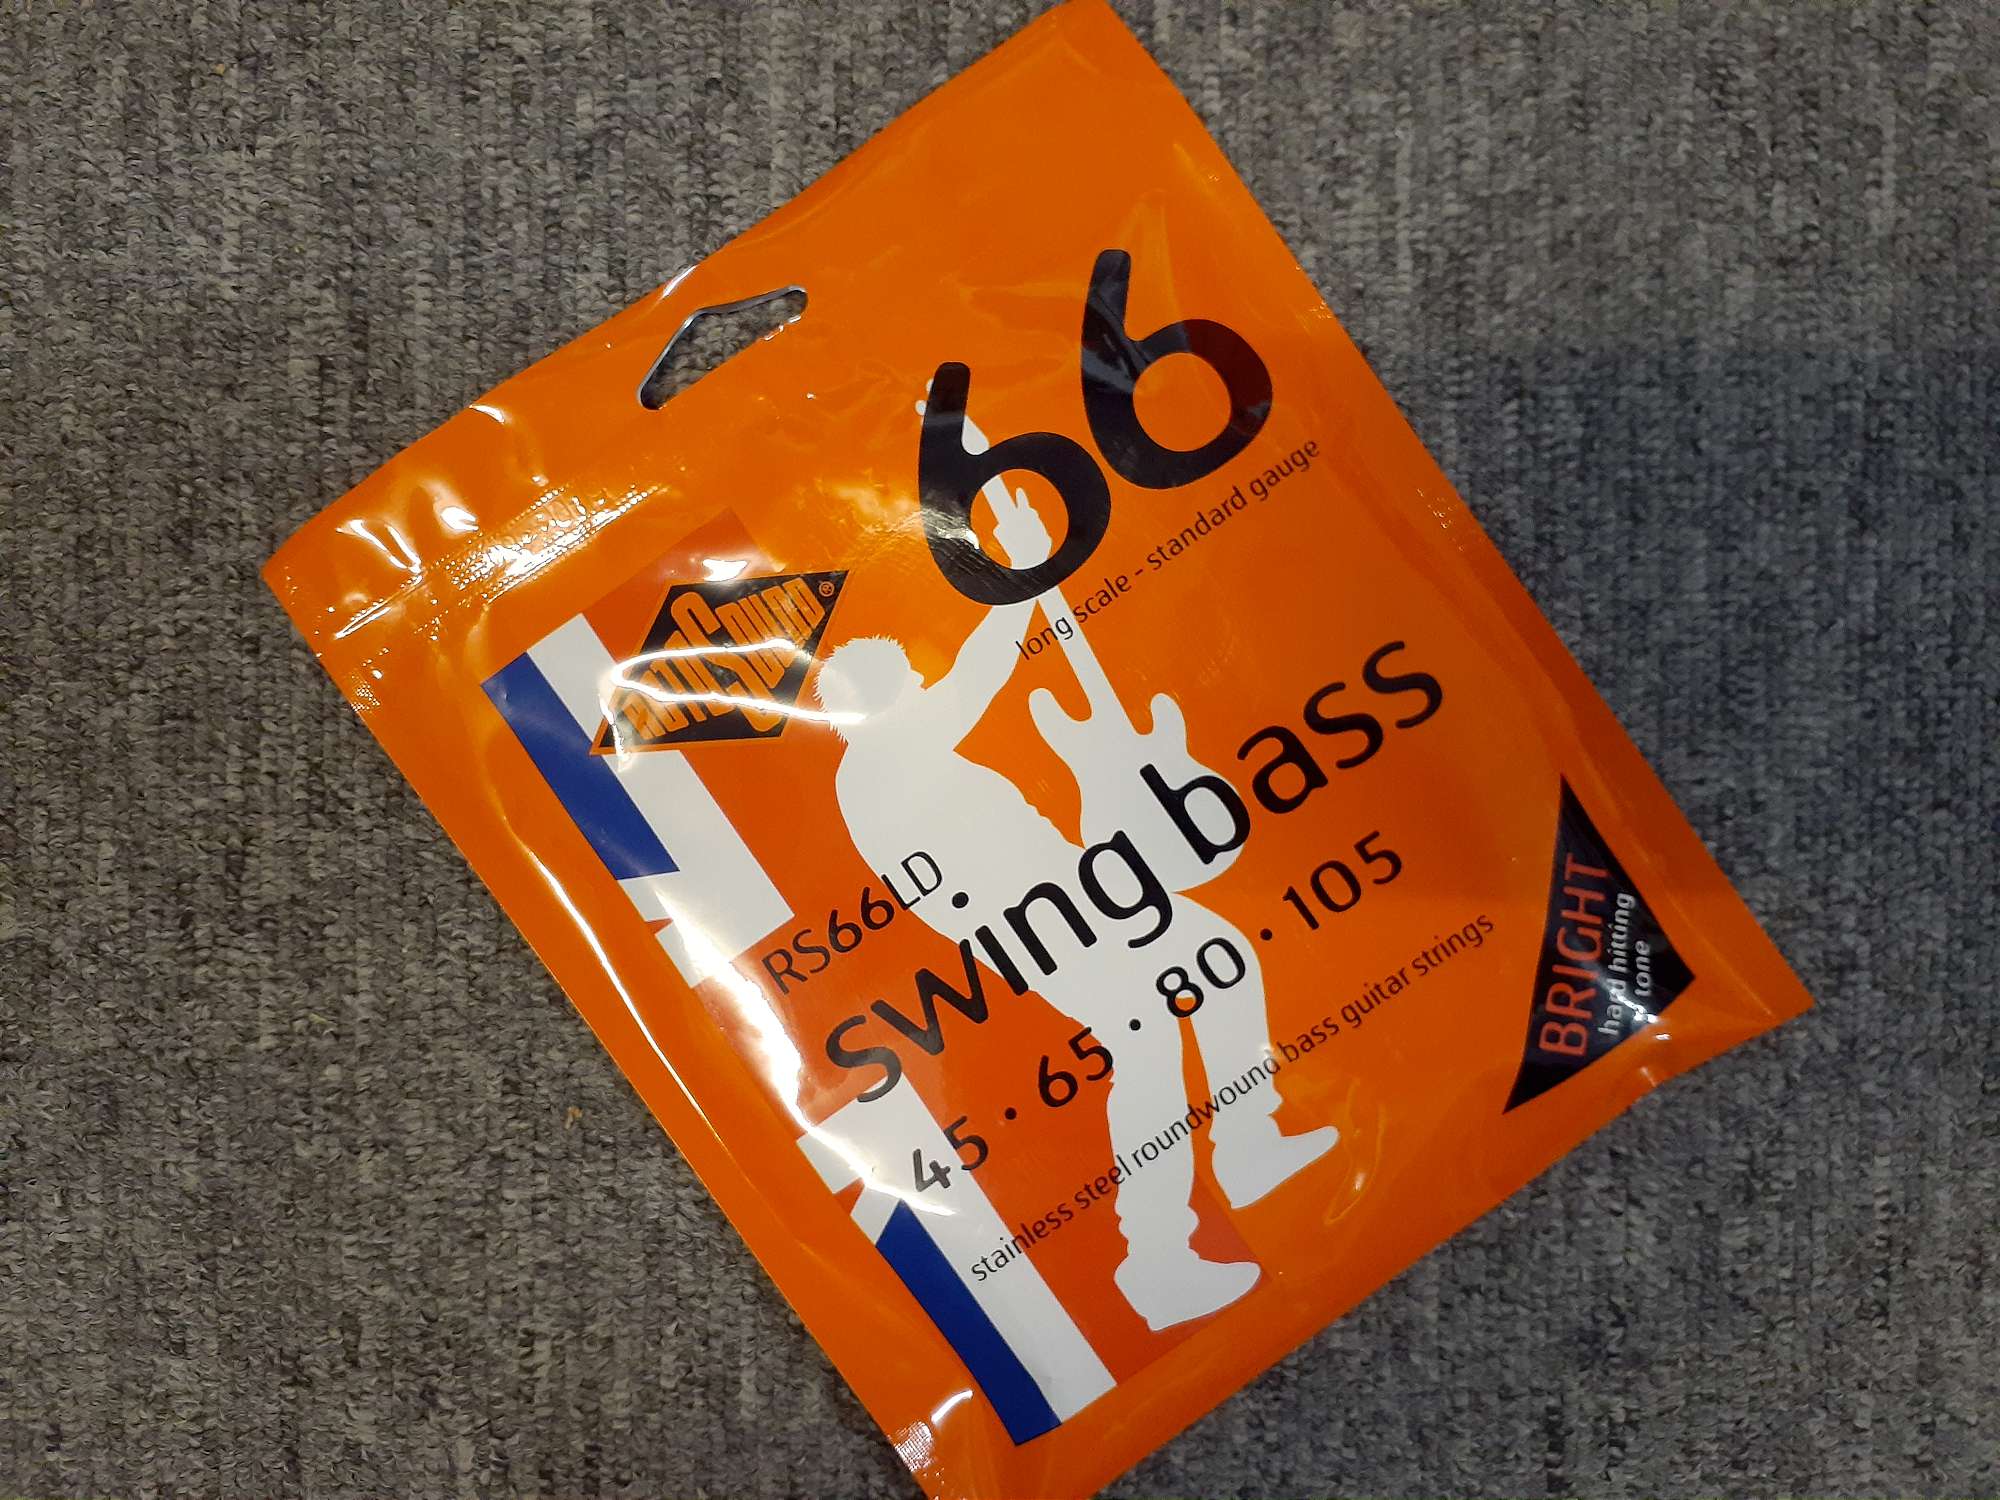 66
long scale - standard gauge
ROTOSOUND®
RS66LD
swing bass
45 • 65 • 80 • 105
stainless steel roundwound bass guitar strings
BRIGHT
hard hitting
tone